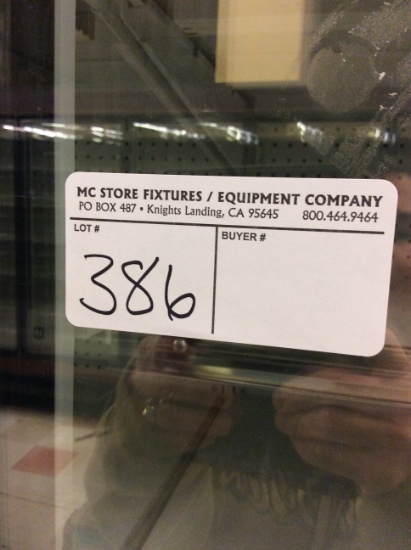 MC STORE FIXTURES / EQUIPMENT COMPANY
PO BOX 487 • Knights Landing, CA 95645 800.464.9464
LOT # BUYER #
386